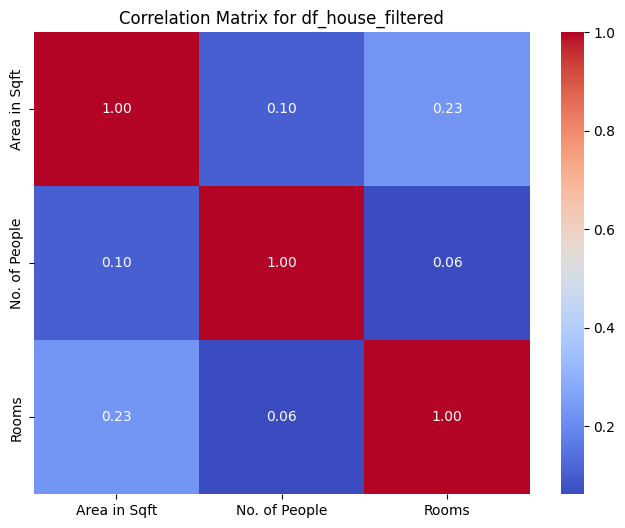 Correlation Matrix for df_house_filtered
Area in Sqft
1.00
0.10
0.23
No. of People
0.10
1.00
0.06
Rooms
0.23
0.06
1.00
Area in Sqft
No. of People
Rooms
1.0
0.8
0.6
0.4
0.2